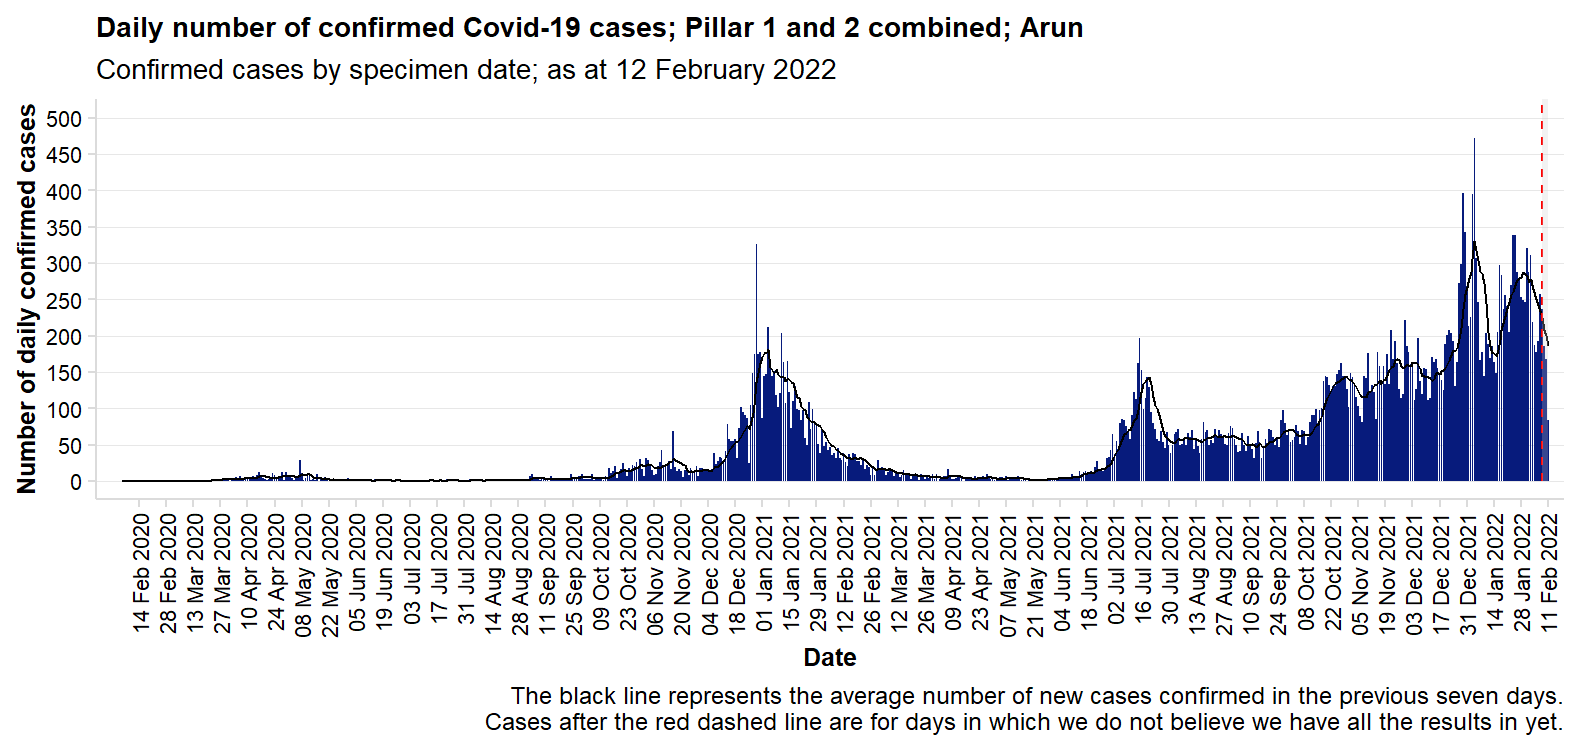 Daily number of confirmed Covid-19 cases; Pillar 1 and 2 combined; Arun
Confirmed cases by specimen date; as at 12 February 2022
Number of daily confirmed cases
500
450
400
350
300
250
200
150
100
50
0
14 Feb 2020
28 Feb 2020
13 Mar 2020
27 Mar 2020
10 Apr 2020
24 Apr 2020
08 May 2020
22 May 2020
05 Jun 2020
19 Jun 2020
03 Jul 2020
17 Jul 2020
31 Jul 2020
14 Aug 2020
28 Aug 2020
11 Sep 2020
25 Sep 2020
09 Oct 2020
23 Oct 2020
06 Nov 2020
20 Nov 2020
04 Dec 2020
18 Dec 2020
01 Jan 2021
15 Jan 2021
29 Jan 2021
12 Feb 2021
26 Feb 2021
12 Mar 2021
26 Mar 2021
09 Apr 2021
23 Apr 2021
07 May 2021
21 May 2021
04 Jun 2021
18 Jun 2021
02 Jul 2021
16 Jul 2021
30 Jul 2021
13 Aug 2021
27 Aug 2021
10 Sep 2021
24 Sep 2021
08 Oct 2021
22 Oct 2021
05 Nov 2021
19 Nov 2021
03 Dec 2021
17 Dec 2021
31 Dec 2021
14 Jan 2022
28 Jan 2022
11 Feb 2022
Date
The black line represents the average number of new cases confirmed in the previous seven days.
Cases after the red dashed line are for days in which we do not believe we have all the results in yet.